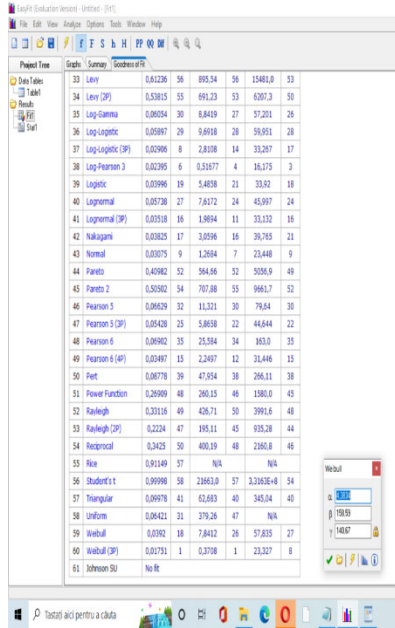 EasyFit (Evaluation Version) - Untitled - [Fit1]
File Edit View Analyze Options Tools Window Help
f F S h H PP QQ Dif
Project Tree
Graphs Summary Goodness of Fit
Data Tables
Table1
Results
Fit1
Stat1
33 Levy 0,61236 56 895,54 56 15481,0 53
34 Levy (2P) 0,53815 55 691,23 53 6207,3 50
35 Log-Gamma 0,06054 30 8,8419 27 57,201 26
36 Log-Logistic 0,05897 29 9,6918 28 59,951 28
37 Log-Logistic (3P) 0,02906 8 2,8108 14 33,267 17
38 Log-Pearson 3 0,02395 6 0,51677 4 16,175 3
39 Logistic 0,03996 19 5,4858 21 33,92 18
40 Lognormal 0,05738 27 7,6172 24 45,997 24
41 Lognormal (3P) 0,03518 16 1,9894 11 33,132 16
42 Nakagami 0,03825 17 3,0596 16 39,765 21
43 Normal 0,03075 9 1,2684 7 23,448 9
44 Pareto 0,40982 52 564,66 52 5056,9 49
45 Pareto 2 0,50502 54 707,88 55 9661,7 52
46 Pearson 5 0,06629 32 11,321 30 79,64 30
47 Pearson 5 (3P) 0,05428 25 5,8658 22 44,644 22
48 Pearson 6 0,06902 35 25,584 34 163,0 35
49 Pearson 6 (4P) 0,03497 15 2,2497 12 31,446 15
50 Pert 0,08778 39 47,954 38 266,11 38
51 Power Function 0,26909 48 260,15 46 1580,0 45
52 Rayleigh 0,33116 49 426,71 50 3991,6 48
53 Rayleigh (2P) 0,2224 47 195,11 45 935,28 44
54 Reciprocal 0,3425 50 400,19 48 2160,8 46
55 Rice 0,91149 57 N/A N/A
56 Student's t 0,99998 58 21663,0 57 3,3163E+8 54
57 Triangular 0,09978 41 62,683 40 345,04 40
58 Uniform 0,06421 31 379,26 47 N/A
59 Weibull 0,0392 18 7,8412 26 57,835 27
60 Weibull (3P) 0,01751 1 0,3708 1 23,327 8
61 Johnson SU No fit
Weibull
α
β 158,59
γ 140,67
Tastați aici pentru a căuta